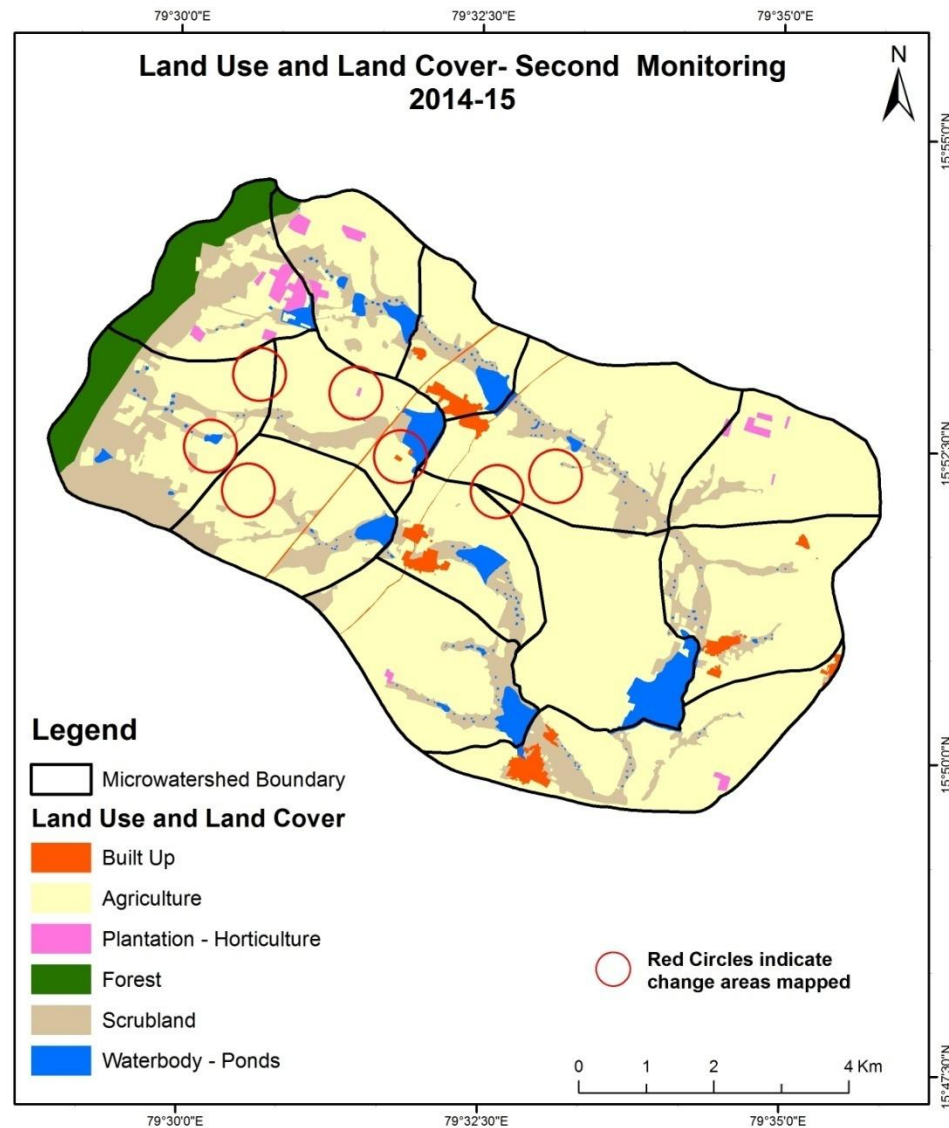 79°30'0"E 79°32'30"E 79°35'0"E
Land Use and Land Cover- Second Monitoring
2014-15
N
15°55'0"N
15°52'30"N
15°50'0"N
15°47'30"N
Legend
Microwatershed Boundary
Land Use and Land Cover
Built Up
Agriculture
Plantation - Horticulture
Forest
Scrubland
Waterbody - Ponds
Red Circles indicate
change areas mapped
0 1 2 4 Km
79°30'0"E 79°32'30"E 79°35'0"E